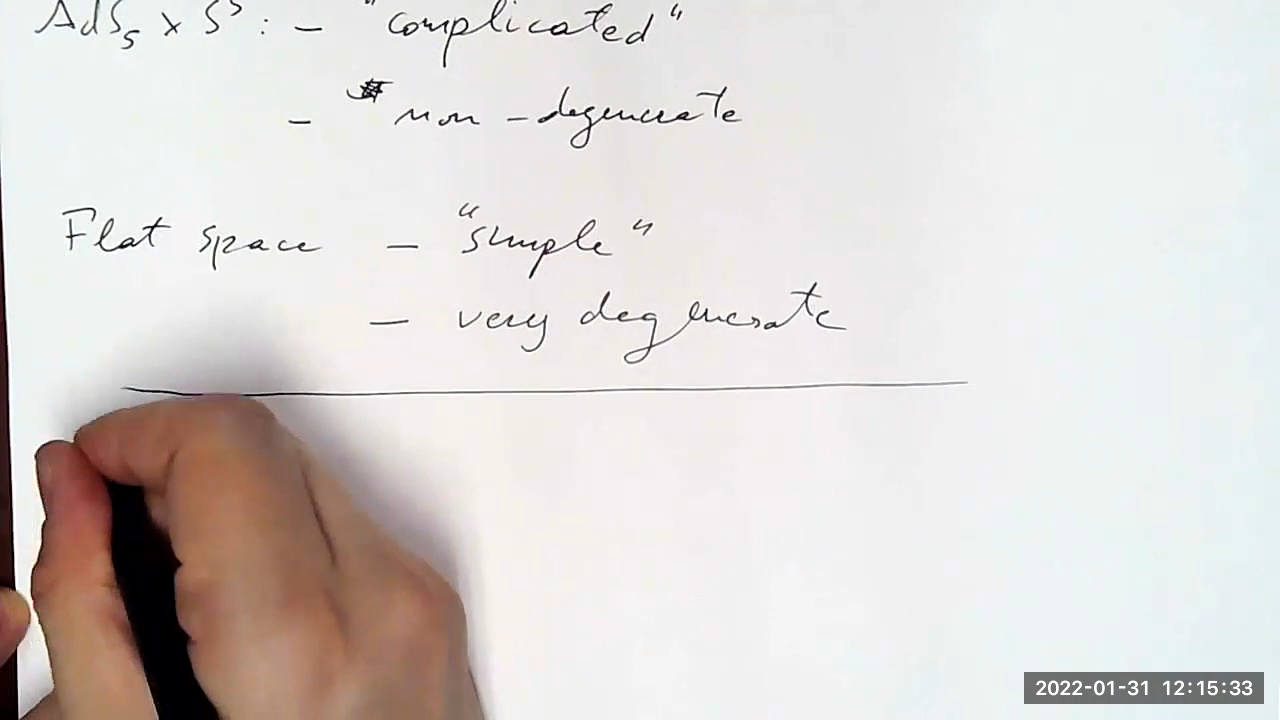 AdS₅ x S⁵ : – "complicated"
– non-degenerate
Flat space – "simple"
– very degenerate
2022-01-31 12:15:33